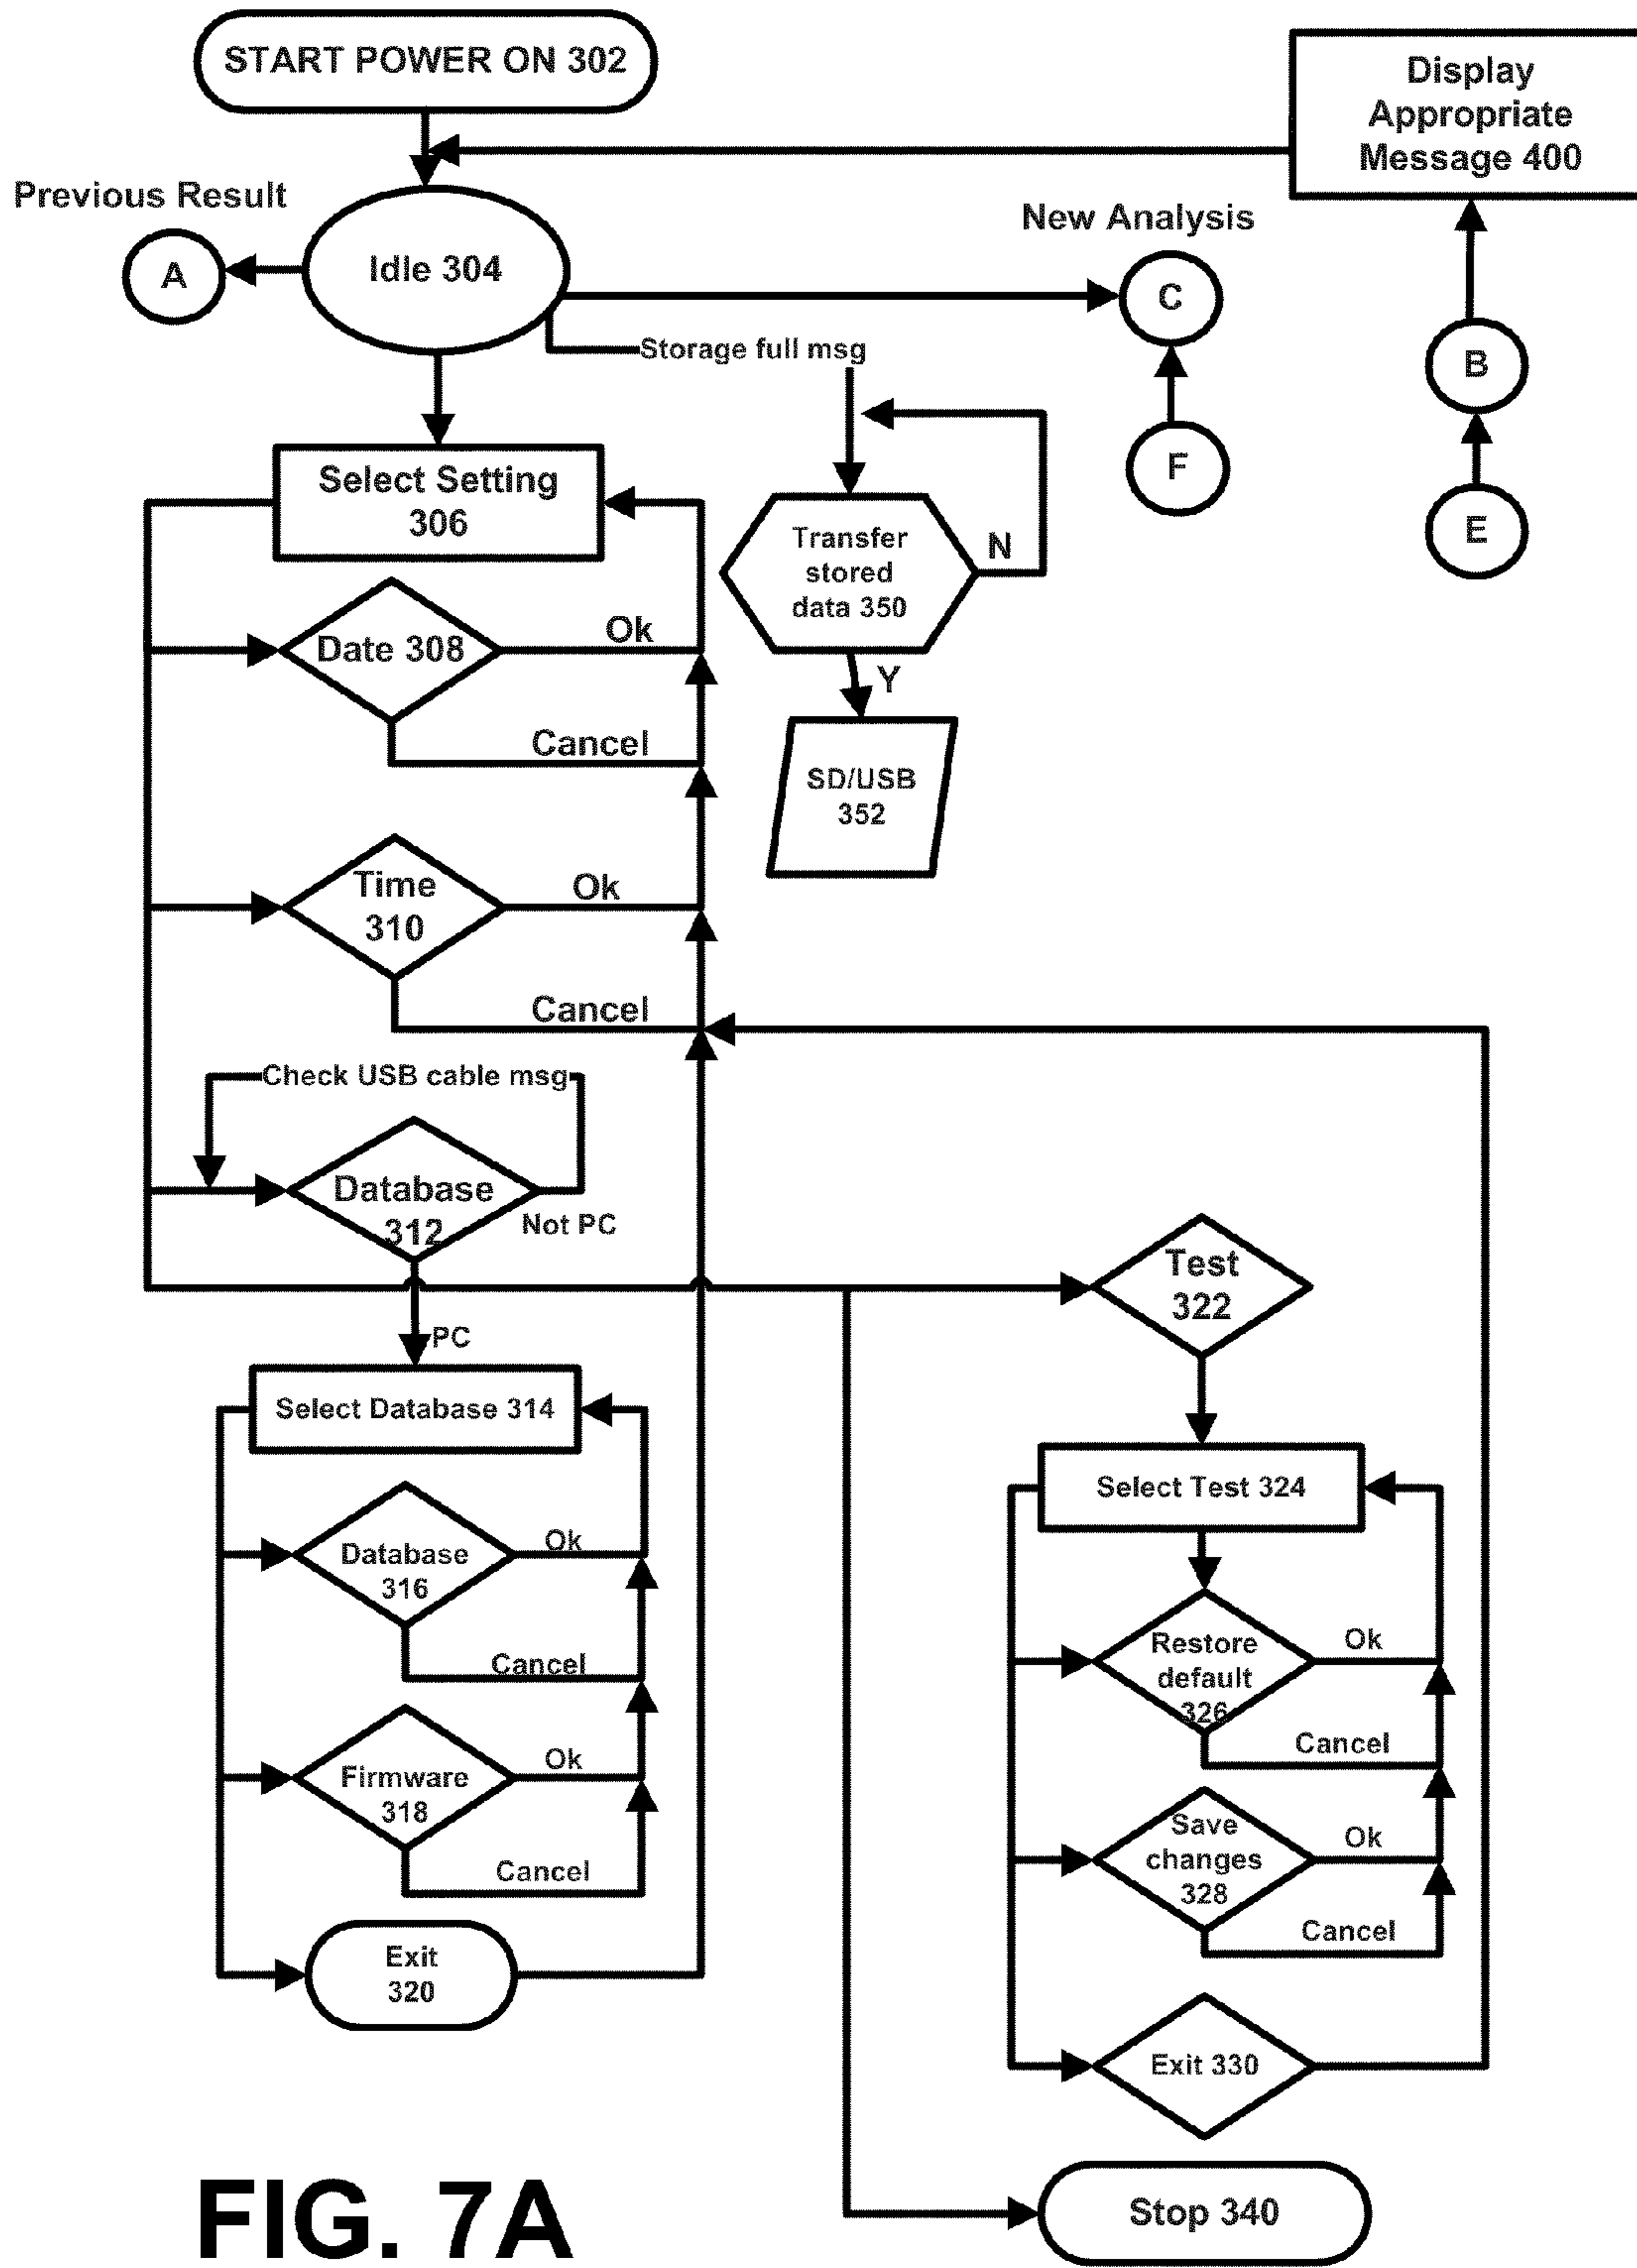 START POWER ON 302
Display
Appropriate
Message 400
Previous Result
A
Idle 304
New Analysis
C
Storage full msg
B
F
E
Select Setting
306
Transfer
stored
data 350
N
Date 308
Ok
Y
Cancel
SD/USB
352
Time
310
Ok
Cancel
Check USB cable msg
Database
312
Not PC
Test
322
PC
Select Database 314
Select Test 324
Database
316
Ok
Cancel
Restore
default
326
Ok
Cancel
Firmware
318
Ok
Cancel
Save
changes
328
Ok
Cancel
Exit
320
Exit 330
Stop 340
FIG. 7A